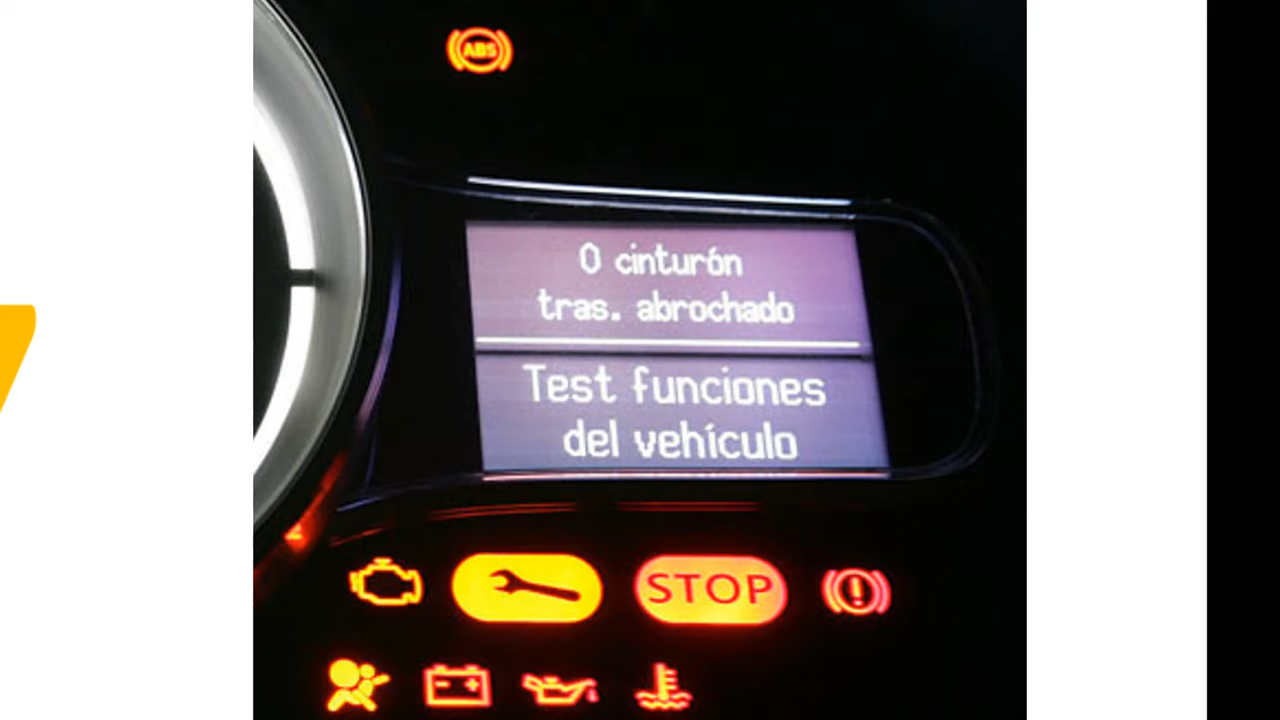 ABS
0 cinturón
tras. abrochado
Test funciones
del vehículo
STOP